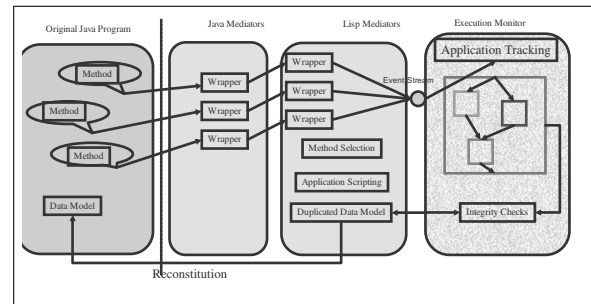 Original Java Program
Java Mediators
Lisp Mediators
Execution Monitor
Method
Method
Method
Data Model
Wrapper
Wrapper
Wrapper
Wrapper
Wrapper
Wrapper
Method Selection
Application Scripting
Duplicated Data Model
Event Stream
Application Tracking
Integrity Checks
Reconstitution